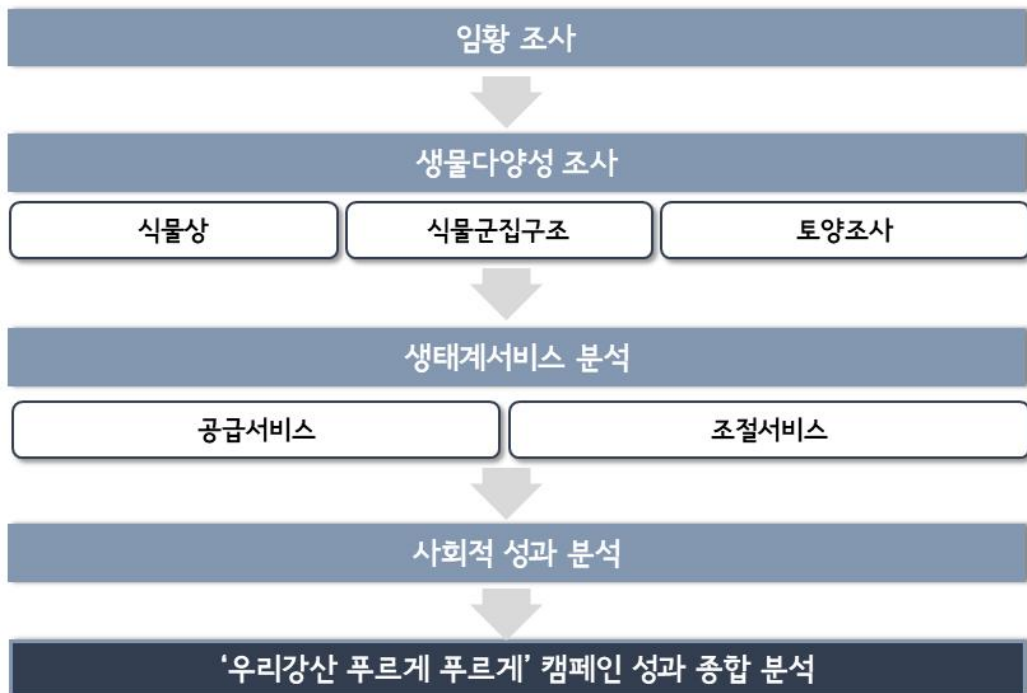 임황 조사
생물다양성 조사
식물상
식물군집구조
토양조사
생태계서비스 분석
공급서비스
조절서비스
사회적 성과 분석
‘우리강산 푸르게 푸르게’ 캠페인 성과 종합 분석